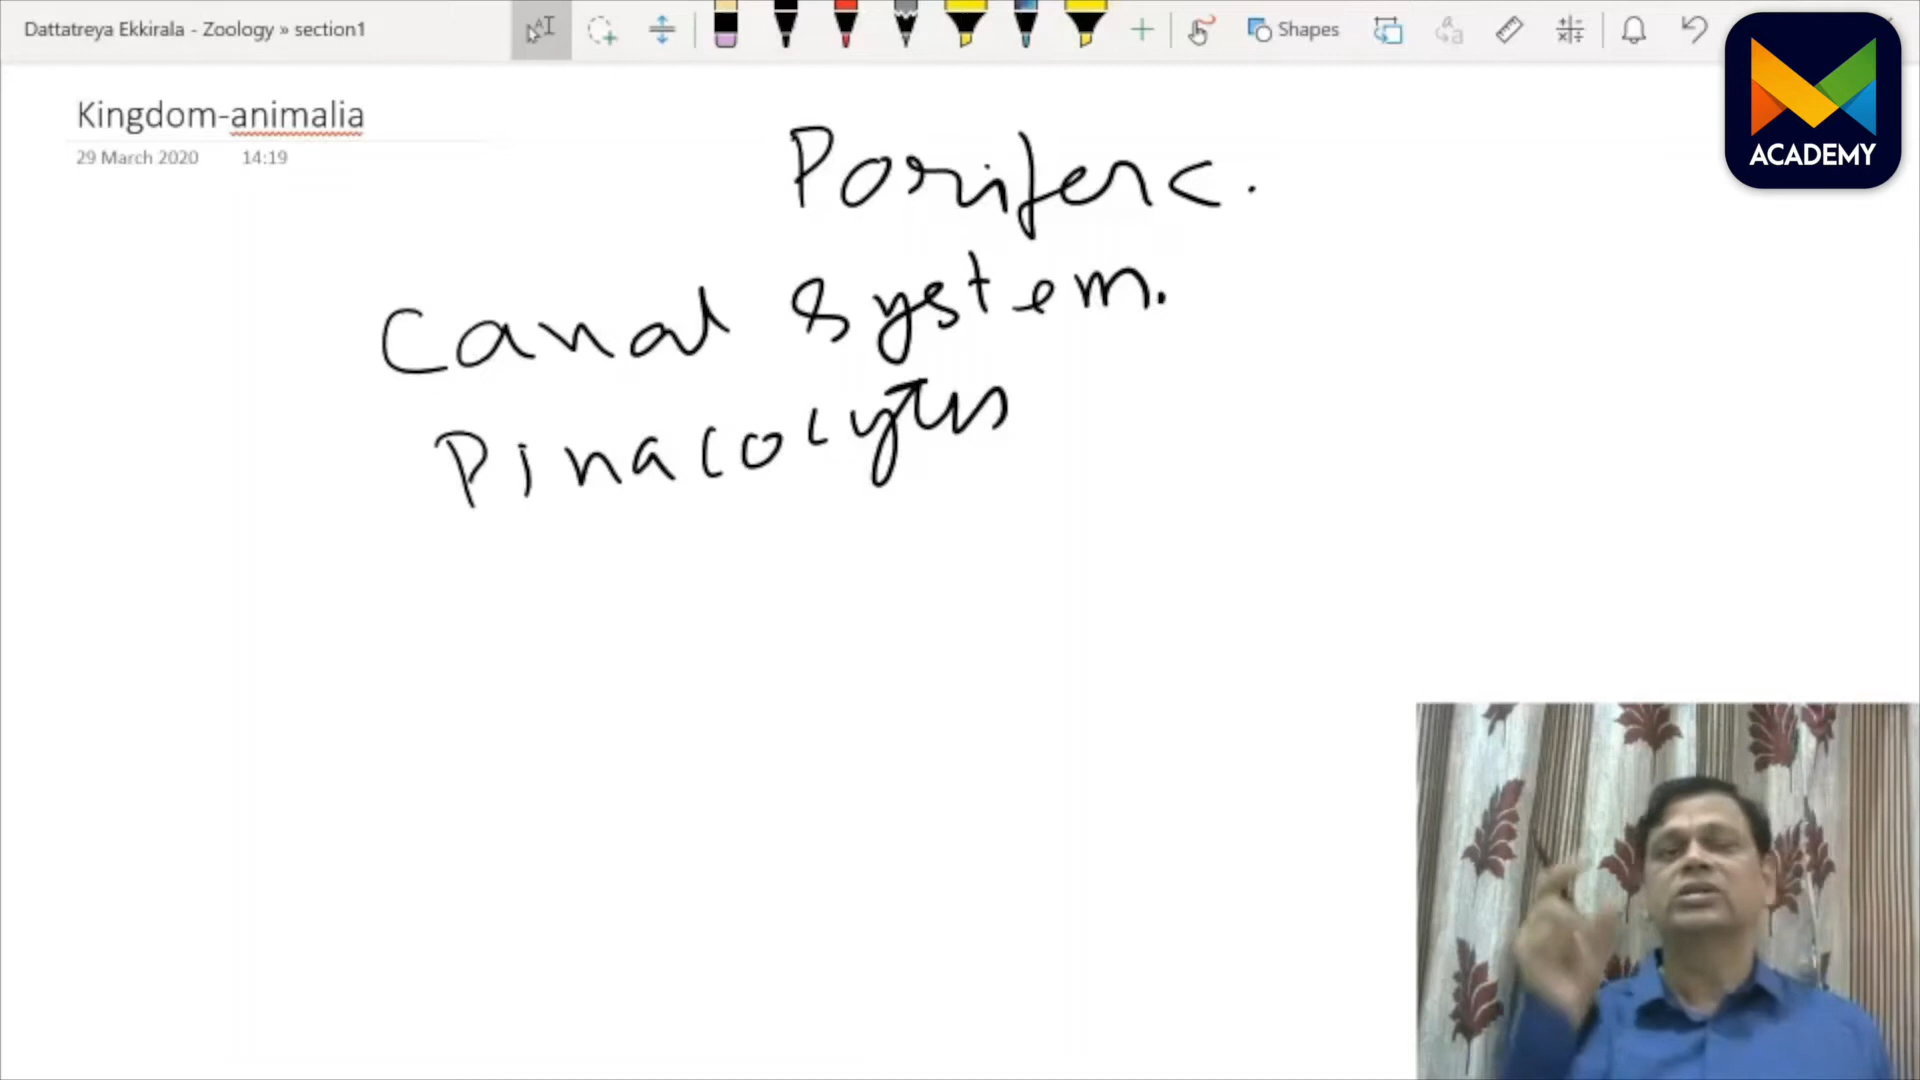 Dattatreya Ekkirala - Zoology » section1
Shapes
ACADEMY
Kingdom-animalia
29 March 2020 14:19
Porifera.
Canal system.
Pinacocytes